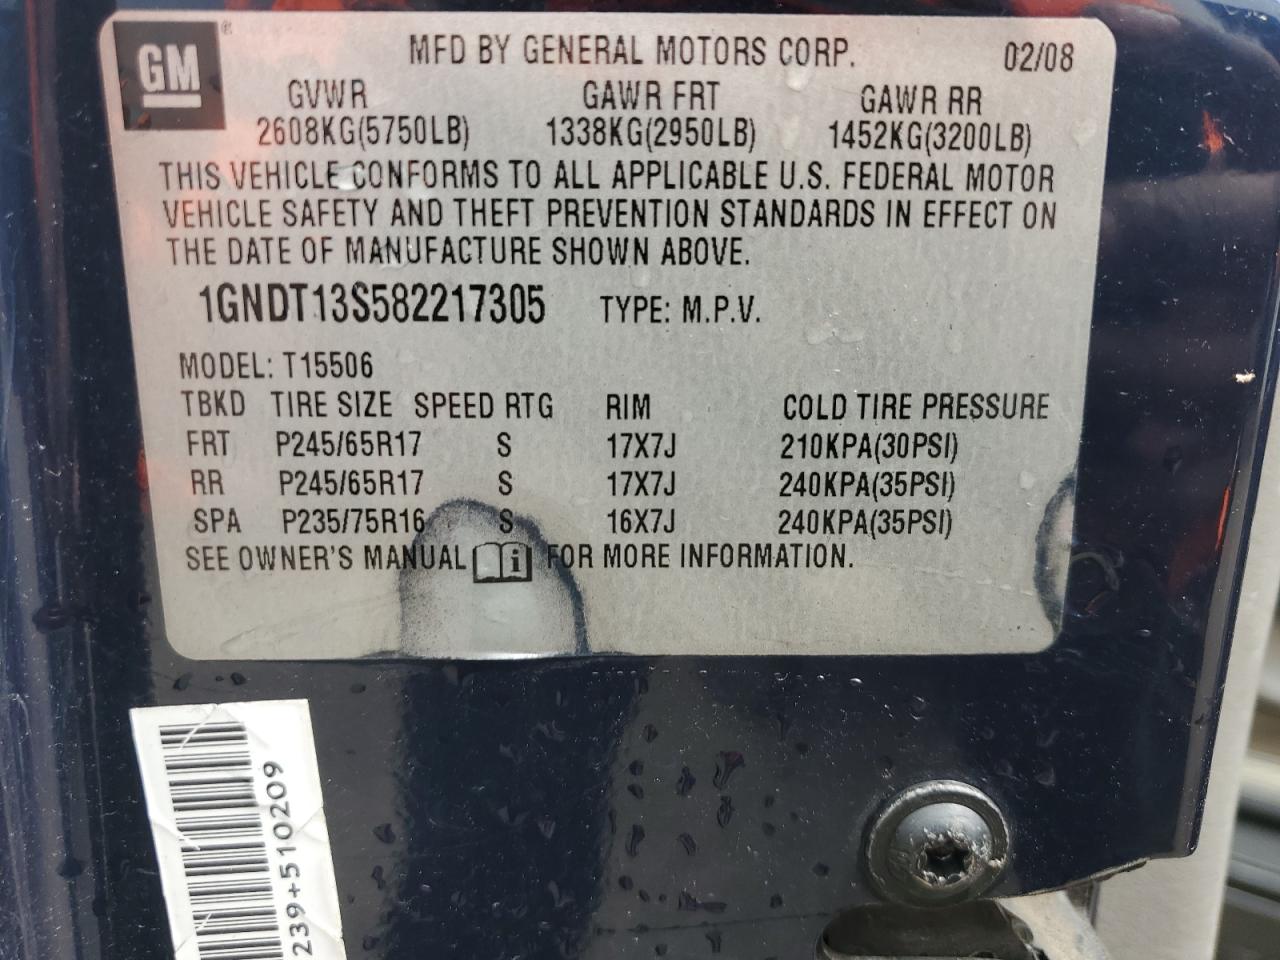 GM ®
MFD BY GENERAL MOTORS CORP. 02/08
GVWR GAWR FRT GAWR RR
2608KG(5750LB) 1338KG(2950LB) 1452KG(3200LB)
THIS VEHICLE CONFORMS TO ALL APPLICABLE U.S. FEDERAL MOTOR
VEHICLE SAFETY AND THEFT PREVENTION STANDARDS IN EFFECT ON
THE DATE OF MANUFACTURE SHOWN ABOVE.
1GNDT13S582217305 TYPE: M.P.V.
MODEL: T15506
TBKD TIRE SIZE SPEED RTG RIM COLD TIRE PRESSURE
FRT P245/65R17 S 17X7J 210KPA(30PSI)
RR P245/65R17 S 17X7J 240KPA(35PSI)
SPA P235/75R16 S 16X7J 240KPA(35PSI)
SEE OWNER'S MANUAL i FOR MORE INFORMATION.
239+510209